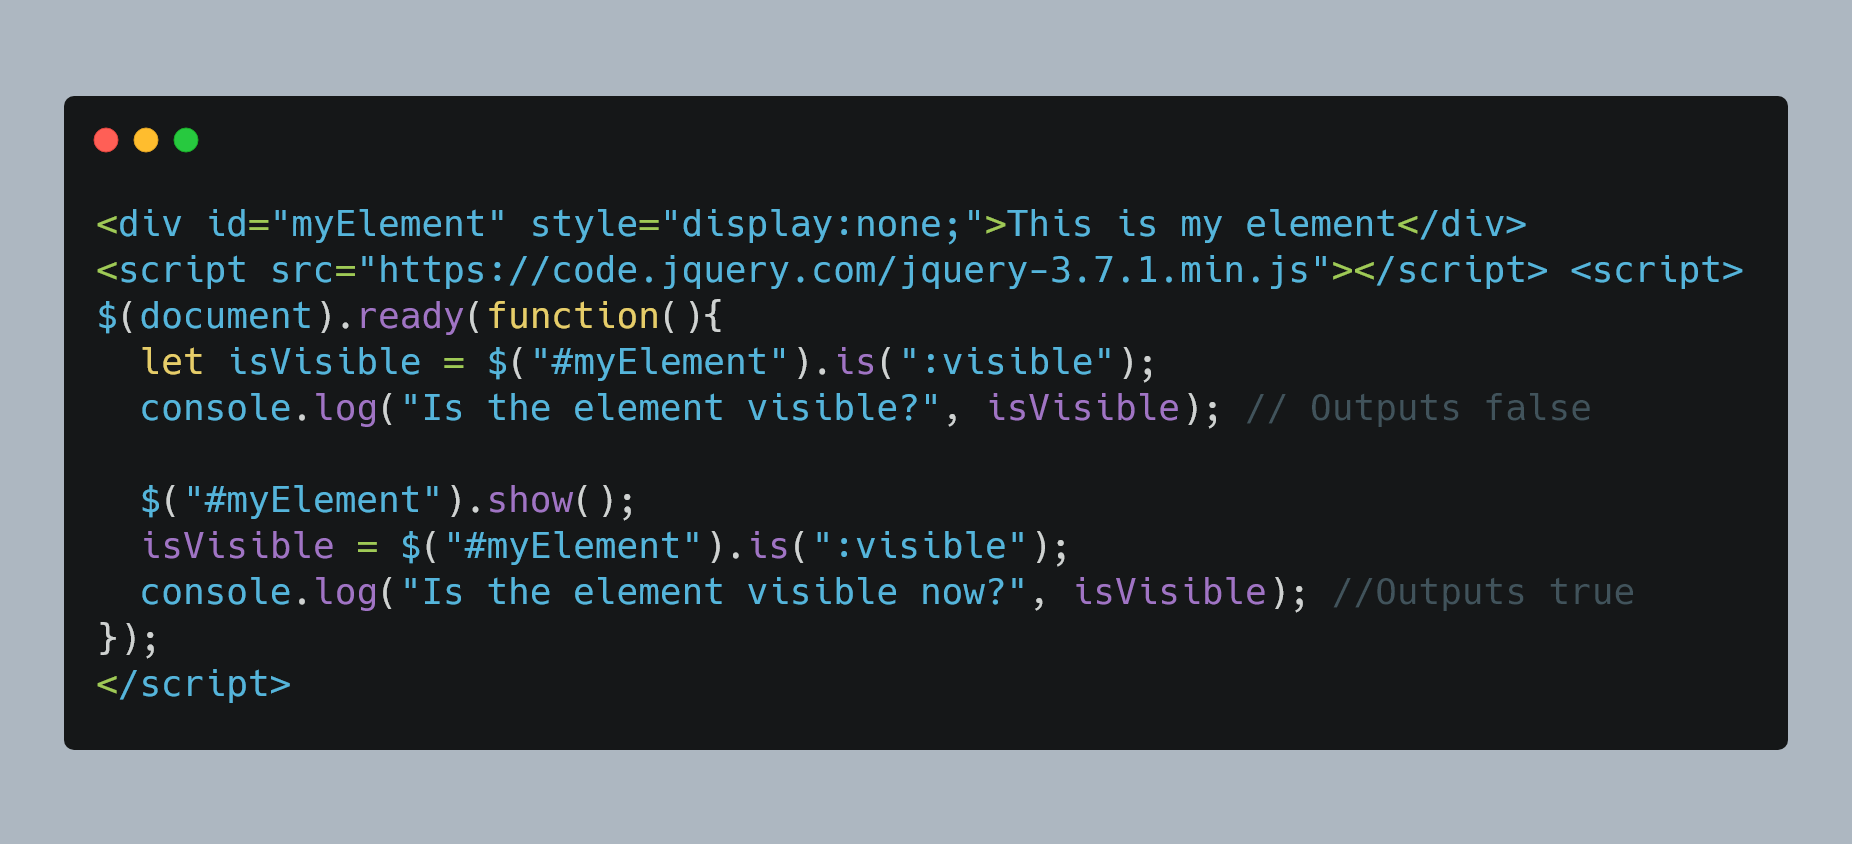 <div id="myElement" style="display:none;">This is my element</div>
<script src="https://code.jquery.com/jquery-3.7.1.min.js"></script> <script>
$(document).ready(function(){
  let isVisible = $("#myElement").is(":visible");
  console.log("Is the element visible?", isVisible); // Outputs false

  $("#myElement").show();
  isVisible = $("#myElement").is(":visible");
  console.log("Is the element visible now?", isVisible); //Outputs true
});
</script>